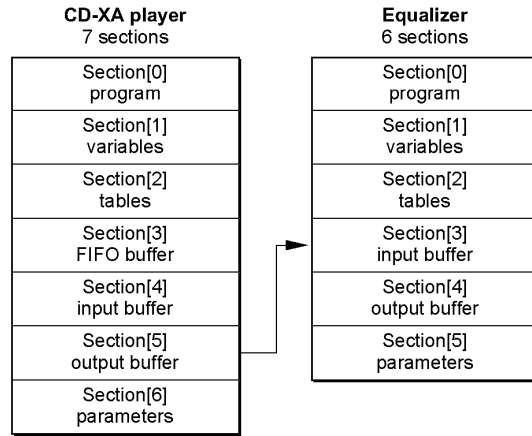 CD-XA player
7 sections
Section[0]
program
Section[1]
variables
Section[2]
tables
Section[3]
FIFO buffer
Section[4]
input buffer
Section[5]
output buffer
Section[6]
parameters
Equalizer
6 sections
Section[0]
program
Section[1]
variables
Section[2]
tables
Section[3]
input buffer
Section[4]
output buffer
Section[5]
parameters